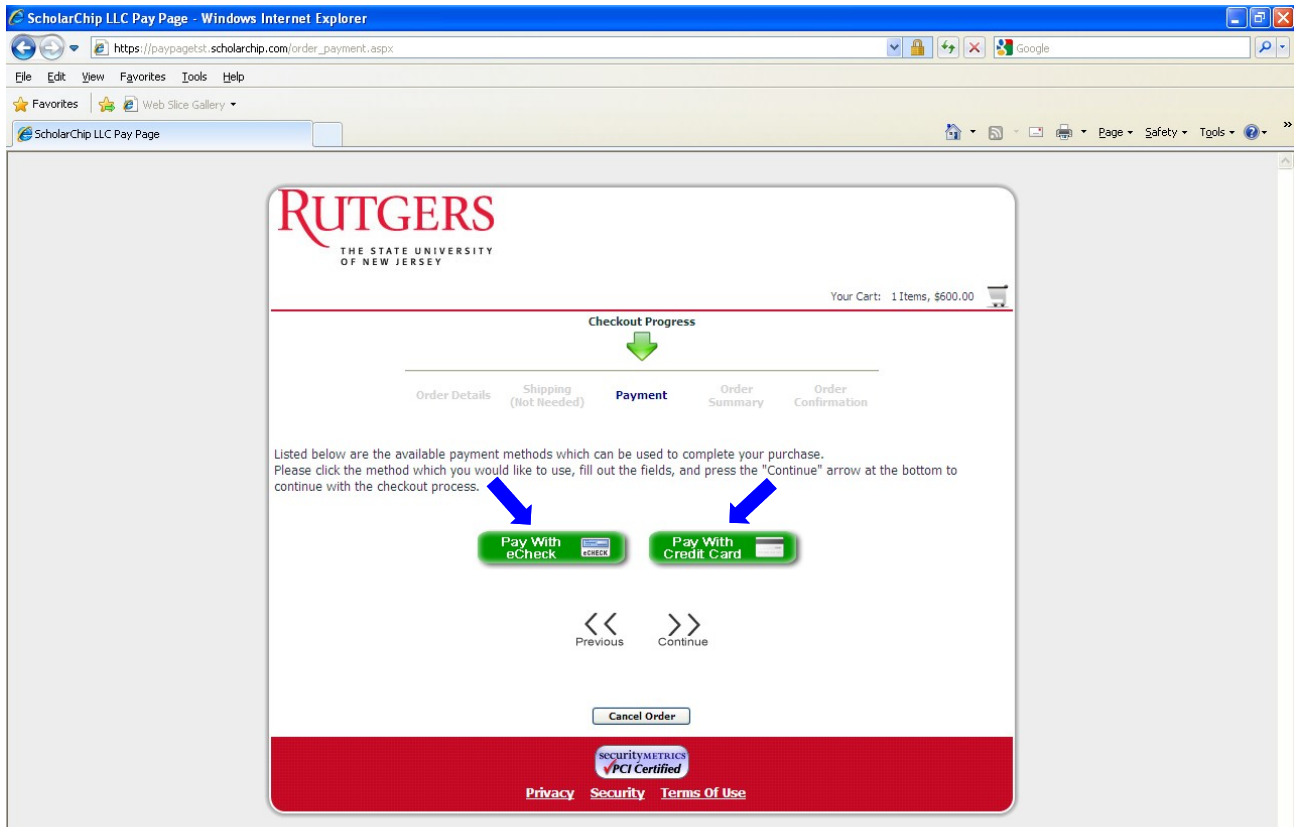 ScholarChip LLC Pay Page - Windows Internet Explorer
https://paypagetst.scholarchip.com/order_payment.aspx
Google
File Edit View Favorites Tools Help
Favorites Web Slice Gallery
ScholarChip LLC Pay Page
Page Safety Tools »
RUTGERS
THE STATE UNIVERSITY
OF NEW JERSEY
Your Cart: 1 Items, $600.00
Checkout Progress
Order Details Shipping (Not Needed) Payment Order Summary Order Confirmation
Listed below are the available payment methods which can be used to complete your purchase.
Please click the method which you would like to use, fill out the fields, and press the "Continue" arrow at the bottom to
continue with the checkout process.
Pay With eCheck eCHECK Pay With Credit Card
Previous Continue
Cancel Order
securityMETRICS
PCI Certified
Privacy Security Terms Of Use